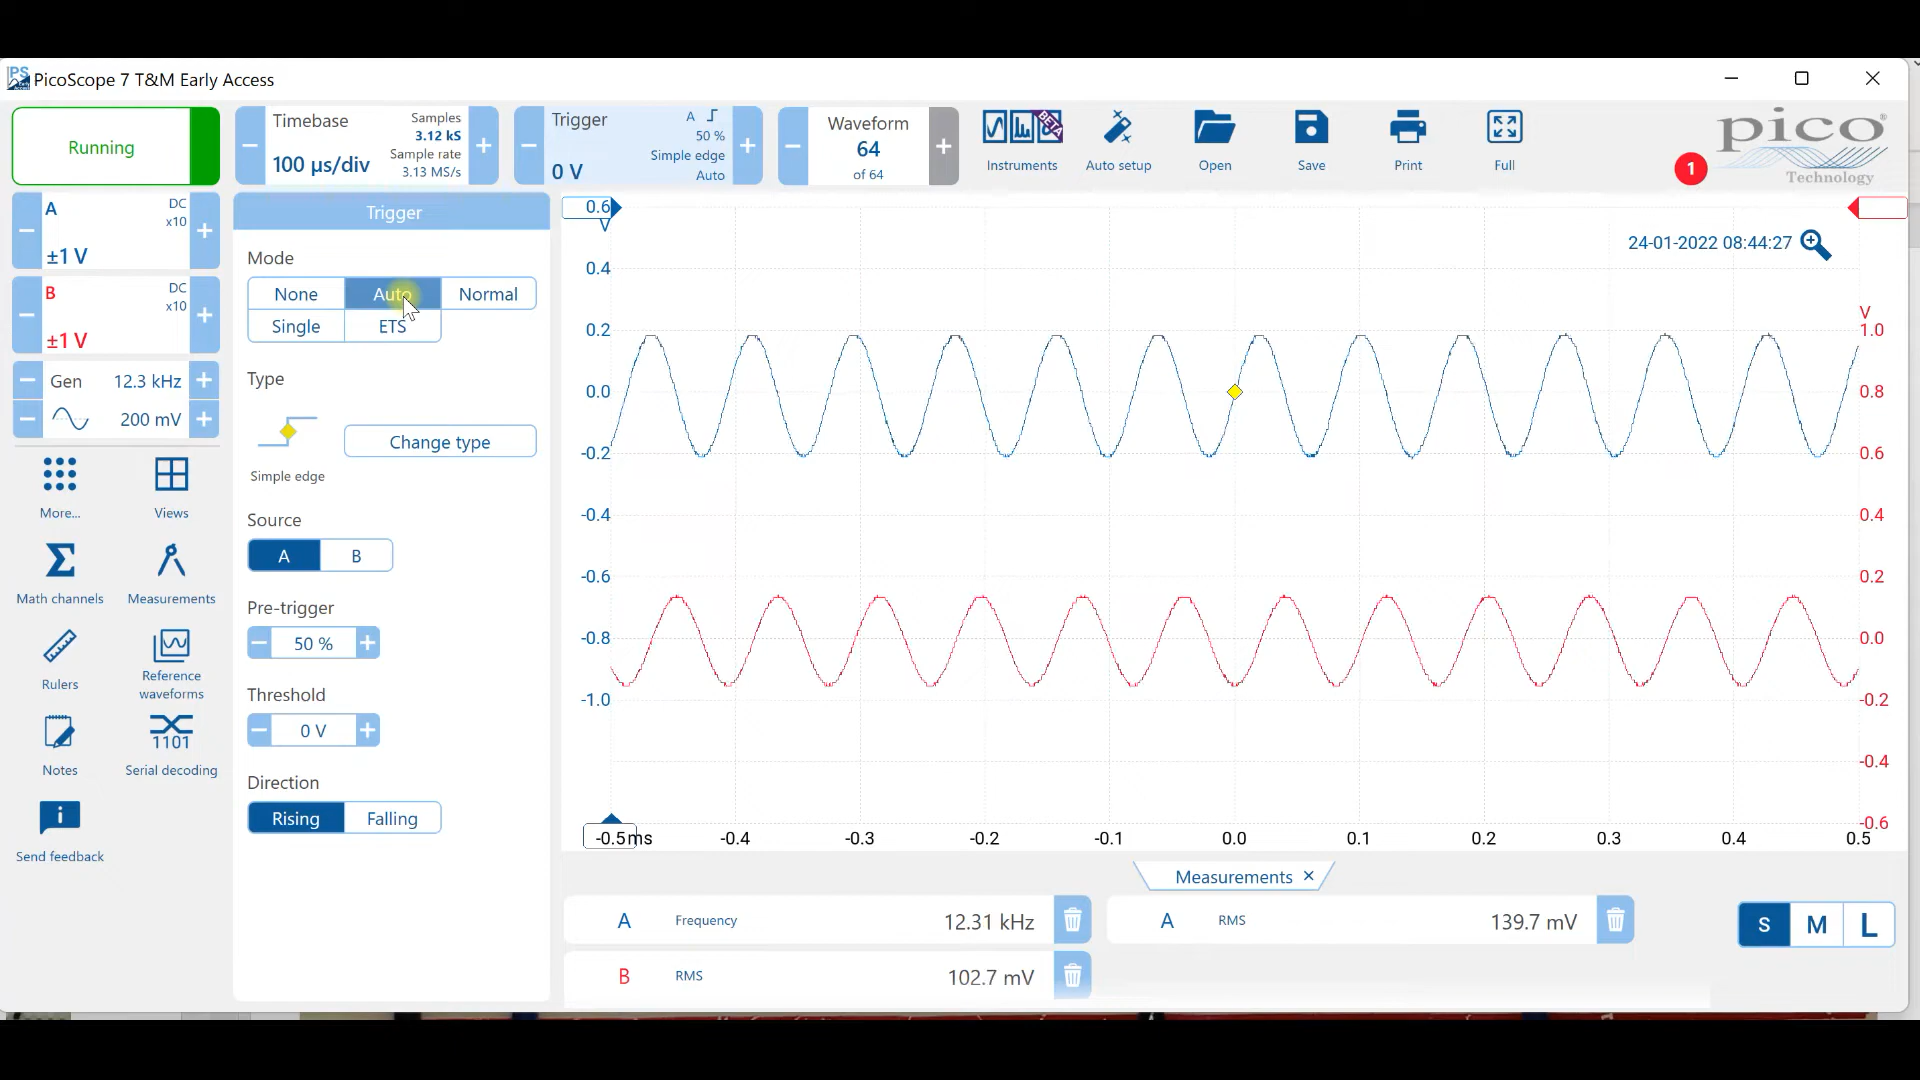 PicoScope 7 T&M Early Access
Running
Timebase
100 µs/div
Samples
3.12 kS
Sample rate
3.13 MS/s
Trigger
0 V
A
50 %
Simple edge
Auto
Waveform
64
of 64
Instruments
BETA
Auto setup
Open
Save
Print
Full
1
pico®
Technology
A
DC
x10
±1 V
B
DC
x10
±1 V
Gen
12.3 kHz
200 mV
More...
Views
Math channels
Measurements
Rulers
Reference
waveforms
Notes
1101
Serial decoding
Send feedback
Trigger
Mode
None
Auto
Normal
Single
ETS
Type
Change type
Simple edge
Source
A
B
Pre-trigger
50 %
Threshold
0 V
Direction
Rising
Falling
0.6
V
0.4
0.2
0.0
-0.2
-0.4
-0.6
-0.8
-1.0
24-01-2022 08:44:27
V
1.0
0.8
0.6
0.4
0.2
0.0
-0.2
-0.4
-0.6
-0.5 ms
-0.4
-0.3
-0.2
-0.1
0.0
0.1
0.2
0.3
0.4
0.5
Measurements ×
A Frequency 12.31 kHz
A RMS 139.7 mV
B RMS 102.7 mV
S M L